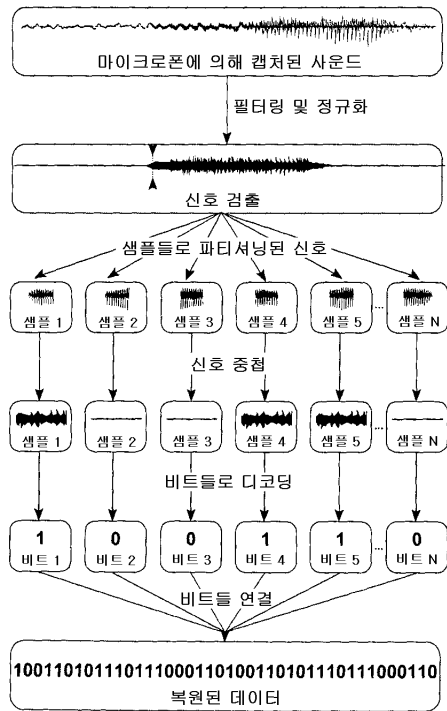 마이크로폰에 의해 캡처된 사운드
필터링 및 정규화
신호 검출
샘플들로 파티셔닝된 신호
샘플 1 샘플 2 샘플 3 샘플 4 샘플 5 ... 샘플 N
신호 중첩
샘플 1 샘플 2 샘플 3 샘플 4 샘플 5 ... 샘플 N
비트들로 디코딩
1 0 0 1 1 0
비트 1 비트 2 비트 3 비트 4 비트 5 ... 비트 N
비트들 연결
1001101011101110001101001101011101110001​10
복원된 데이터